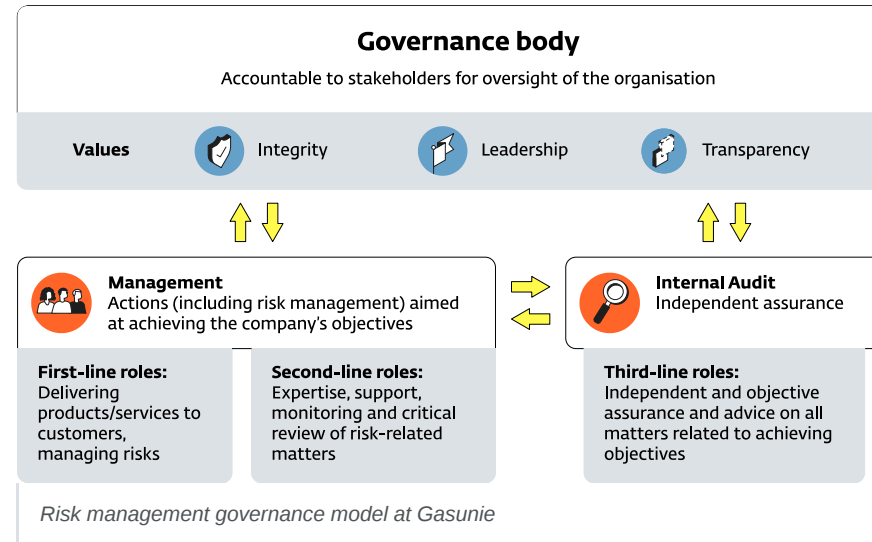 Governance body
Accountable to stakeholders for oversight of the organisation
Values
Integrity
Leadership
Transparency
Management
Actions (including risk management) aimed
at achieving the company’s objectives
Internal Audit
Independent assurance
First-line roles:
Delivering
products/services to
customers,
managing risks
Second-line roles:
Expertise, support,
monitoring and critical
review of risk-related
matters
Third-line roles:
Independent and objective
assurance and advice on all
matters related to achieving
objectives
Risk management governance model at Gasunie